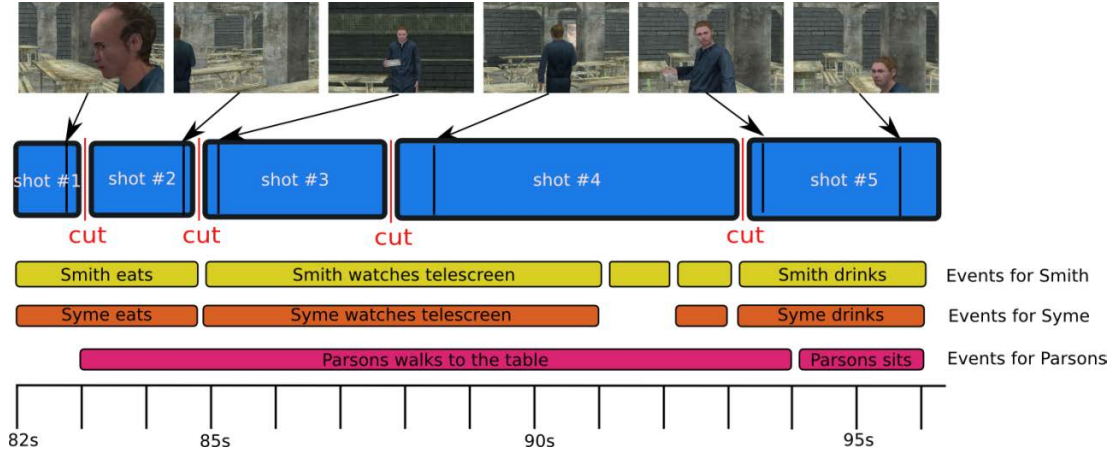 shot #1
shot #2
shot #3
shot #4
shot #5
cut
cut
cut
cut
Smith eats
Smith watches telescreen
Smith drinks
Events for Smith
Syme eats
Syme watches telescreen
Syme drinks
Events for Syme
Parsons walks to the table
Parsons sits
Events for Parsons
82s
85s
90s
95s